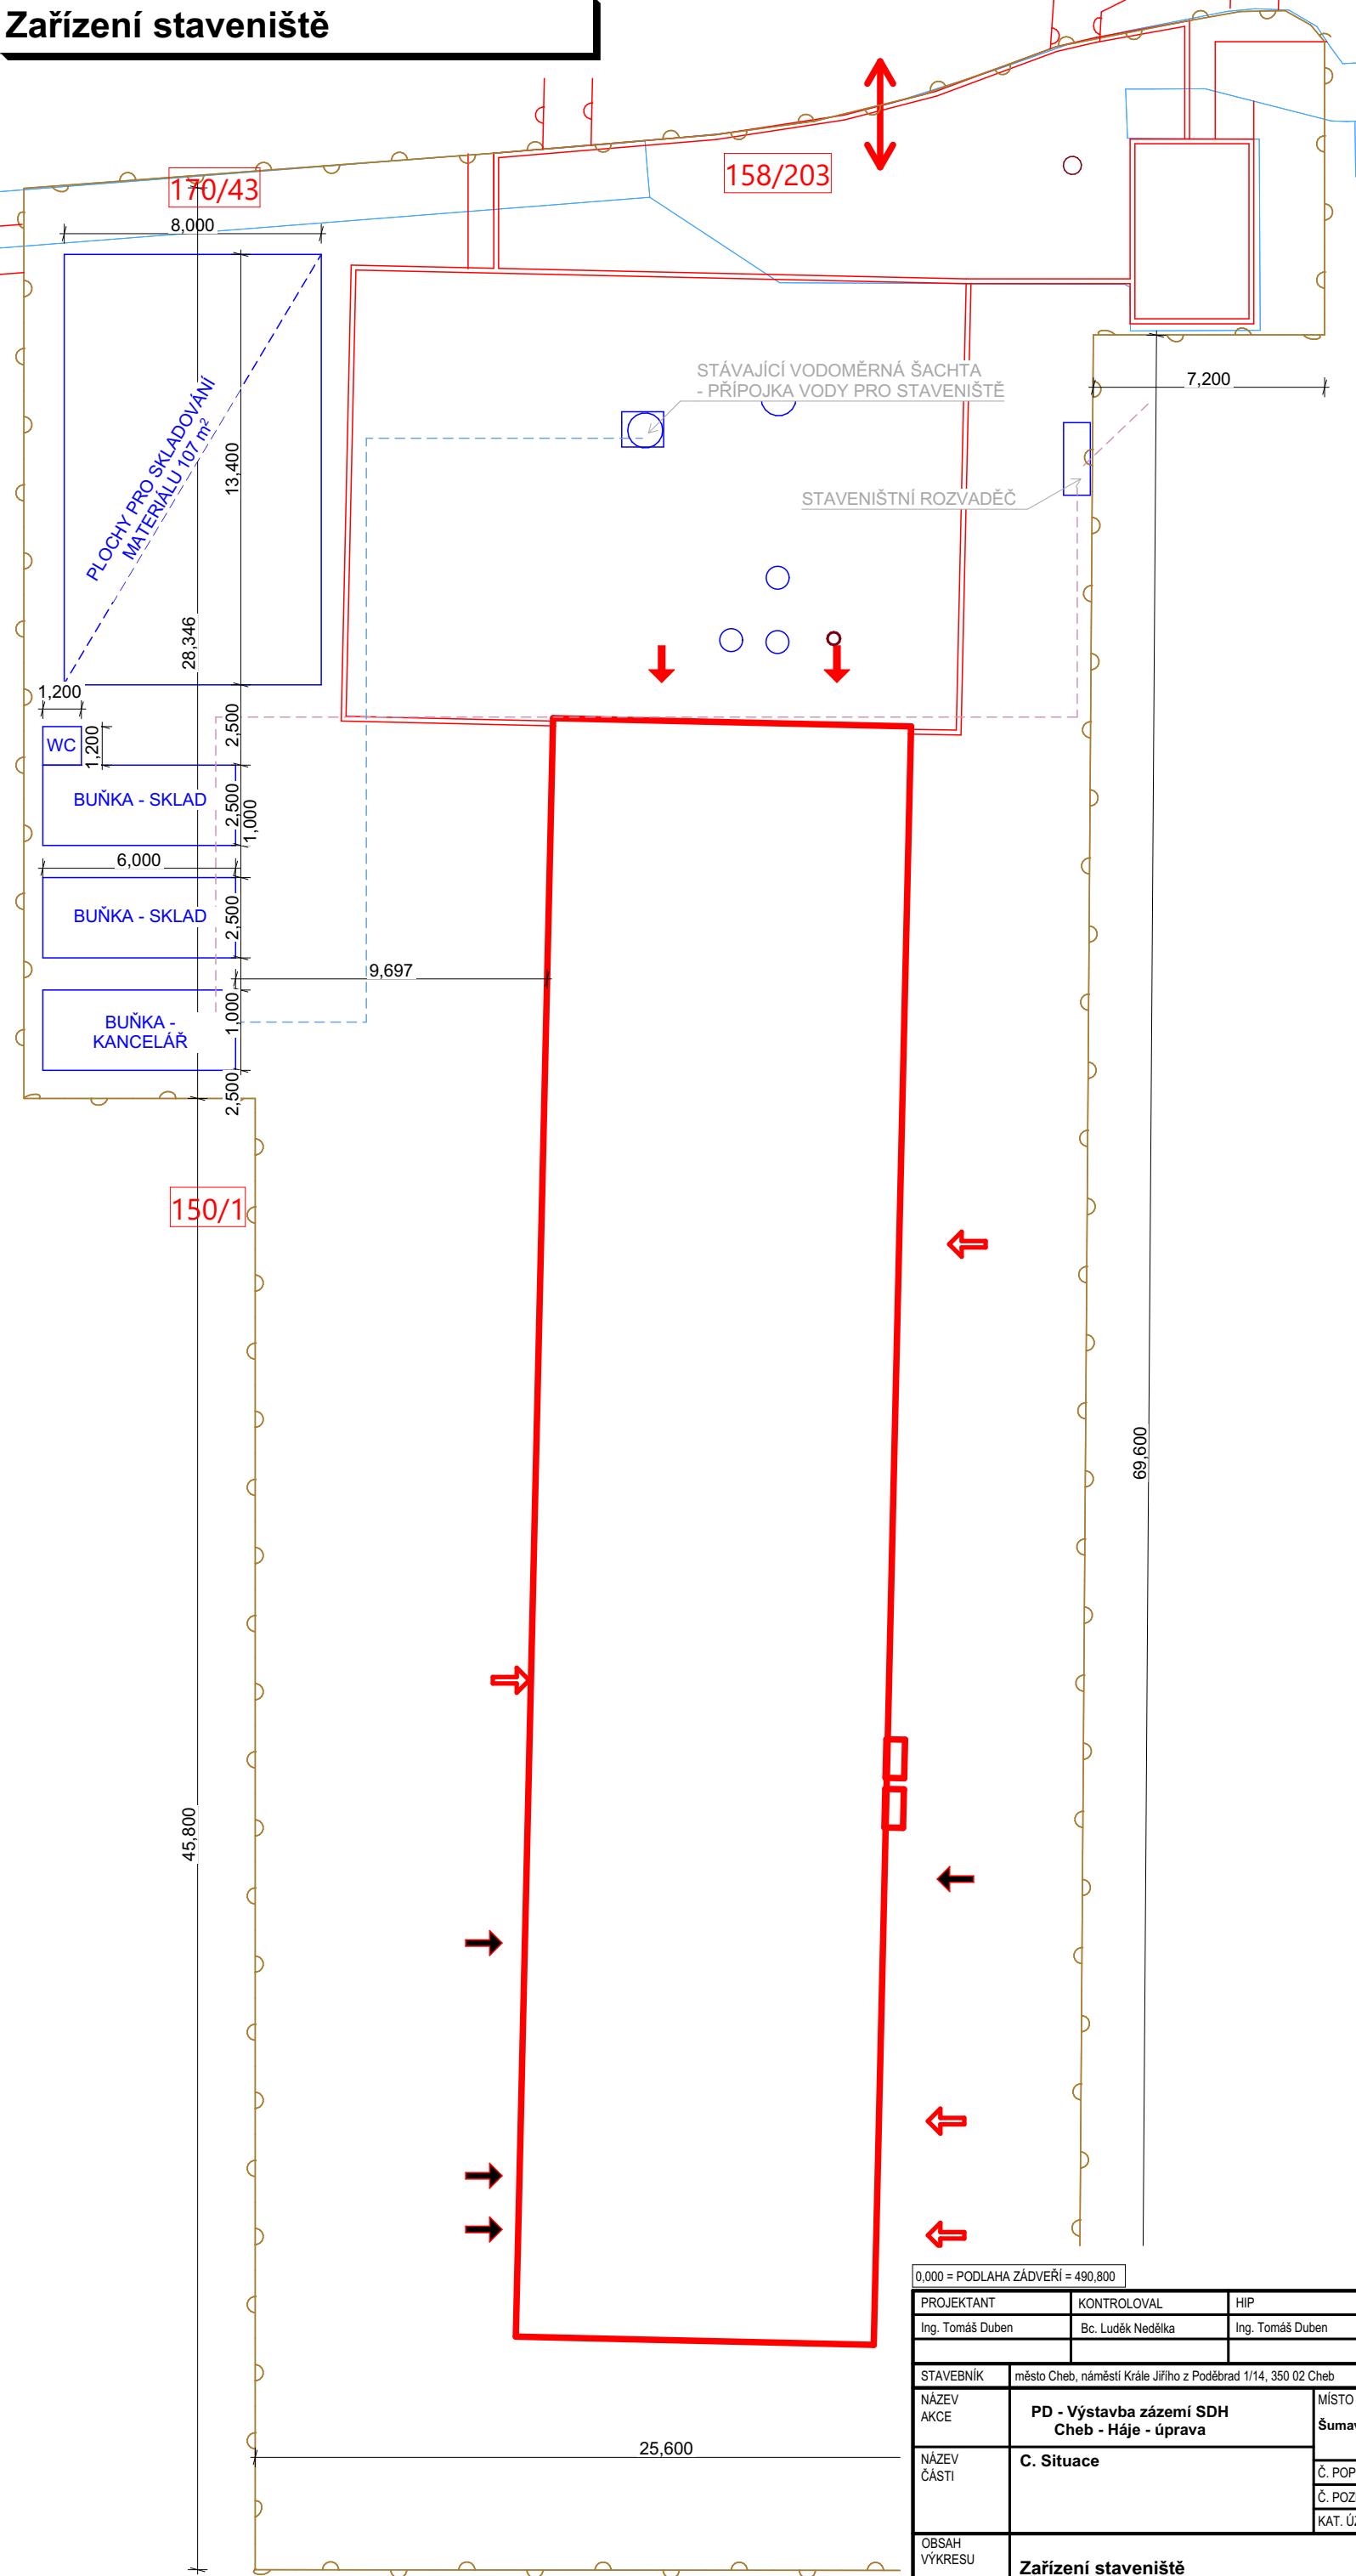 Zařízení staveniště
170/43
158/203
8,000
STÁVAJÍCÍ VODOMĚRNÁ ŠACHTA
- PŘÍPOJKA VODY PRO STAVENIŠTĚ
7,200
PLOCHY PRO SKLADOVÁNÍ
MATERIÁLU 107 m²
13,400
STAVENIŠTNÍ ROZVADĚČ
28,346
1,200
2,500
WC
1,200
BUŇKA - SKLAD
2,500
1,000
6,000
BUŇKA - SKLAD
2,500
9,697
BUŇKA -
KANCELÁŘ
1,000
2,500
150/1
69,600
45,800
0,000 = PODLAHA ZÁDVEŘÍ = 490,800
PROJEKTANT
KONTROLOVAL
HIP
Ing. Tomáš Duben
Bc. Luděk Nedělka
Ing. Tomáš Duben
STAVEBNÍK
město Cheb, náměstí Krále Jiřího z Poděbrad 1/14, 350 02 Cheb
NÁZEV
AKCE
PD - Výstavba zázemí SDH
Cheb - Háje - úprava
MÍSTO
25,600
NÁZEV
ČÁSTI
C. Situace
Č. POP
Č. POZ
KAT. ÚZ
OBSAH
VÝKRESU
Zařízení staveniště